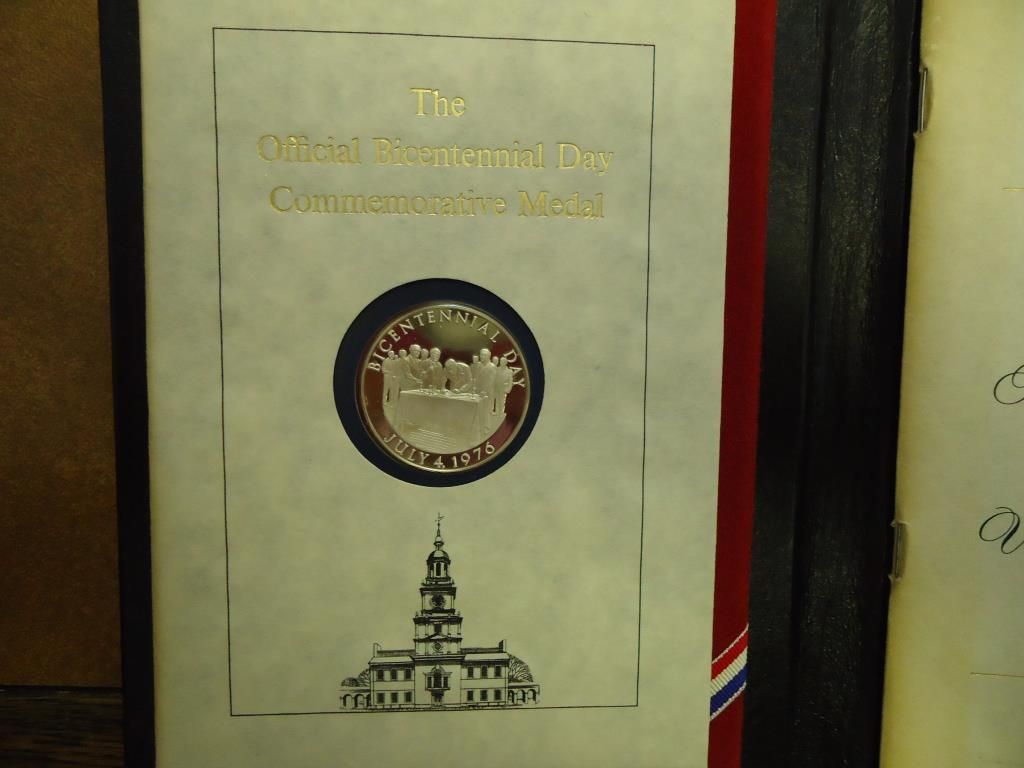 The
Official Bicentennial Day
Commemorative Medal
BICENTENNIAL DAY
JULY 4, 1976